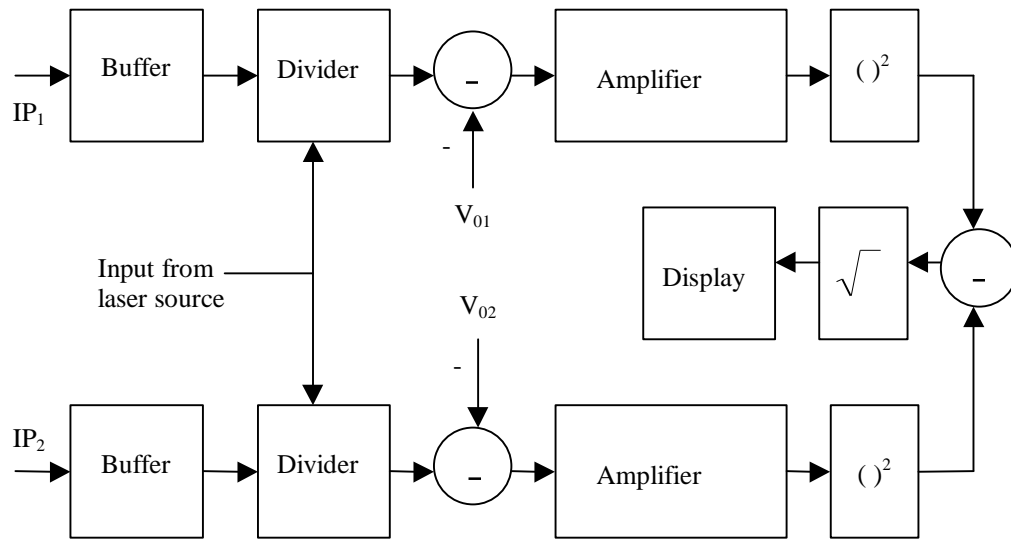 Buffer
Divider
-
Amplifier
( )²
IP₁
-
V₀₁
Input from
laser source
Display
√
-
V₀₂
-
IP₂
Buffer
Divider
-
Amplifier
( )²